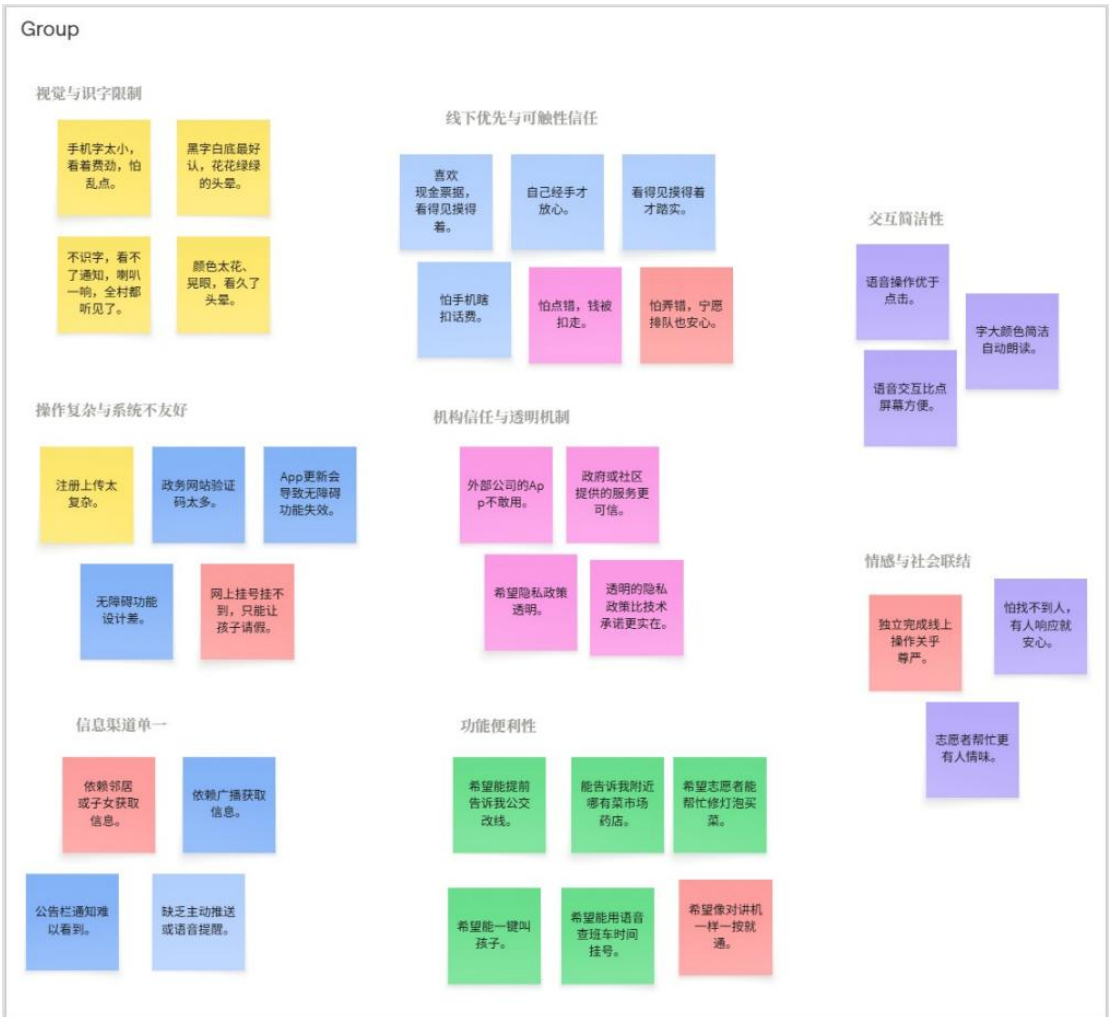 Group
视觉与识字限制
手机字太小，
看着费劲，怕
乱点。
黑字白底最好
认，花花绿绿
的头晕。
不识字，看不
了通知，喇叭
一响，全村都
听见了。
颜色太花、
晃眼，看久了
头晕。
线下优先与可触性信任
喜欢
现金票据，
看得见摸得
着。
自己经手才
放心。
看得见摸得着
才踏实。
怕手机瞎
扣话费。
怕点错，钱被
扣走。
怕弄错，宁愿
排队也安心。
交互简洁性
语音操作优于
点击。
字大颜色简洁
自动朗读。
语音交互比点
屏幕方便。
操作复杂与系统不友好
注册上传太
复杂。
政务网站验证
码太多。
App更新会
导致无障碍
功能失效。
无障碍功能
设计差。
网上挂号挂不
到，只能让
孩子请假。
机构信任与透明机制
外部公司的Ap
p不敢用。
政府或社区
提供的服务更
可信。
希望隐私政策
透明。
透明的隐私
政策比技术
承诺更实在。
情感与社会联结
独立完成线上
操作关乎
尊严。
怕找不到人，
有人响应就
安心。
志愿者帮忙更
有人情味。
信息渠道单一
依赖邻居
或子女获取
信息。
依赖广播获取
信息。
公告栏通知难
以看到。
缺乏主动推送
或语音提醒。
功能便利性
希望能提前
告诉我公交
改线。
能告诉我附近
哪有菜市场
药店。
希望志愿者能
帮忙修灯泡买
菜。
希望能一键叫
孩子。
希望能用语音
查班车时间
挂号。
希望像对讲机
一样一按就
通。